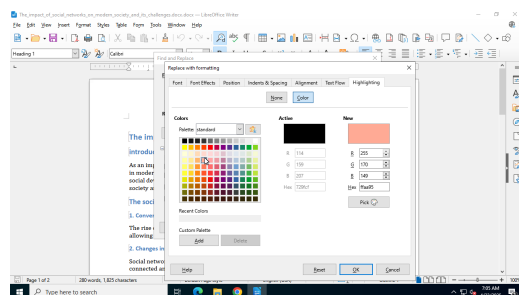 The_impact_of_social_networks_on_modern_society_and_its_challenges.docx.docx — LibreOffice Writer
File Edit View Insert Format Styles Table Form Tools Window Help
Heading 1
Calibri
Find and Replace
Replace with formatting
Font Font Effects Position Indents & Spacing Alignment Text Flow Highlighting
None Color
Colors
Active
New
Palette: standard
R 114
G 159
B 207
Hex 729fcf
R 255
G 170
B 149
Hex ffaa95
Pick
Recent Colors
Custom Palette
Add Delete
Help Reset OK Cancel
The im
Introdu
As an imp
in modern
social dev
society a
The soci
1. Conver
The rise
allowing
2. Changes in
Social netwo
connected a
Page 1 of 2 280 words, 1,825 characters
100%
Type here to search
7:05 AM